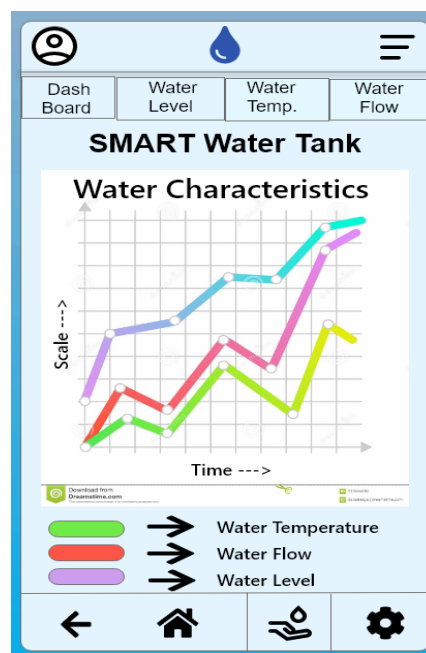 Dash
Board
Water
Level
Water
Temp.
Water
Flow
SMART Water Tank
Water Characteristics
Scale --->
Time --->
Download from
Dreamstime.com
Water Temperature
Water Flow
Water Level